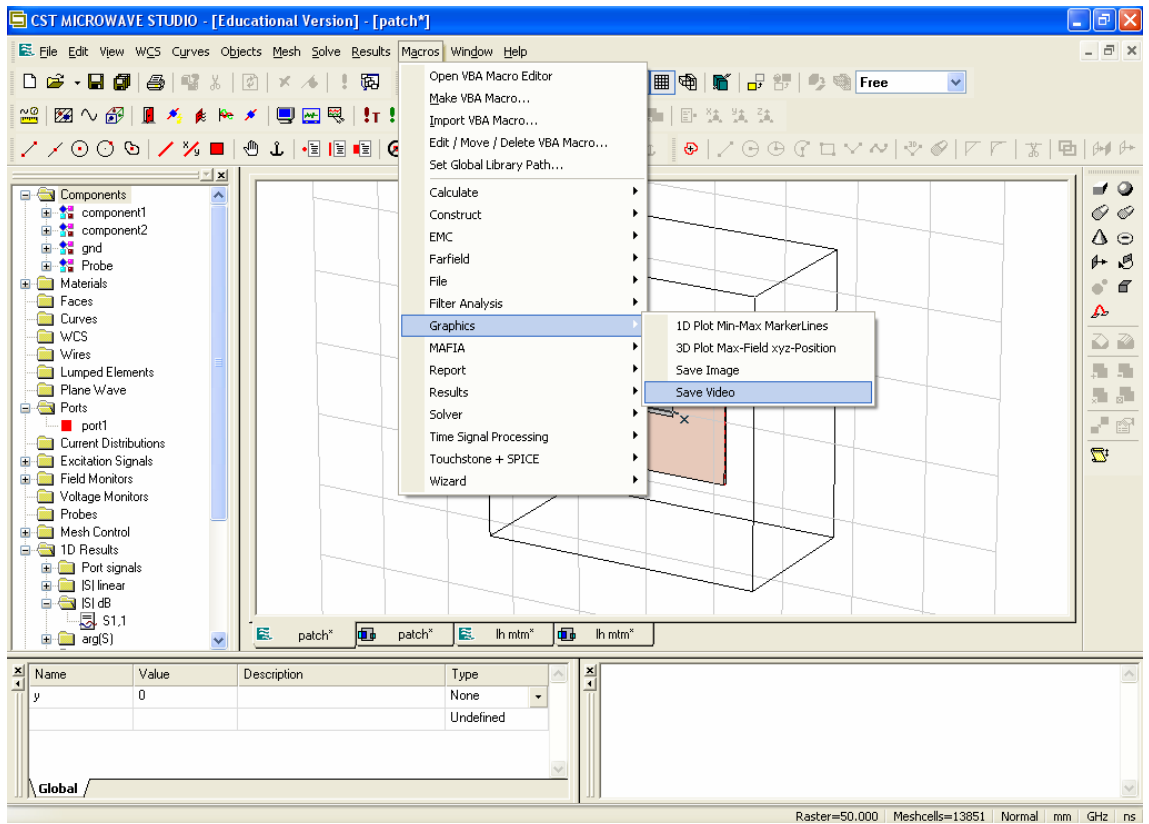 CST MICROWAVE STUDIO - [Educational Version] - [patch*]
File Edit View WCS Curves Objects Mesh Solve Results Macros Window Help
Free
Open VBA Macro Editor
Make VBA Macro...
Import VBA Macro...
Edit / Move / Delete VBA Macro...
Set Global Library Path...
Calculate
Construct
EMC
Farfield
File
Filter Analysis
Graphics
MAFIA
Report
Results
Solver
Time Signal Processing
Touchstone + SPICE
Wizard
1D Plot Min-Max MarkerLines
3D Plot Max-Field xyz-Position
Save Image
Save Video
Components
component1
component2
gnd
Probe
Materials
Faces
Curves
WCS
Wires
Lumped Elements
Plane Wave
Ports
port1
Current Distributions
Excitation Signals
Field Monitors
Voltage Monitors
Probes
Mesh Control
1D Results
Port signals
|S| linear
|S| dB
S1,1
arg(S)
patch* patch* lh mtm* lh mtm*
Name Value Description Type
y 0 None
Undefined
Global
Raster=50.000 Meshcells=13851 Normal mm GHz ns